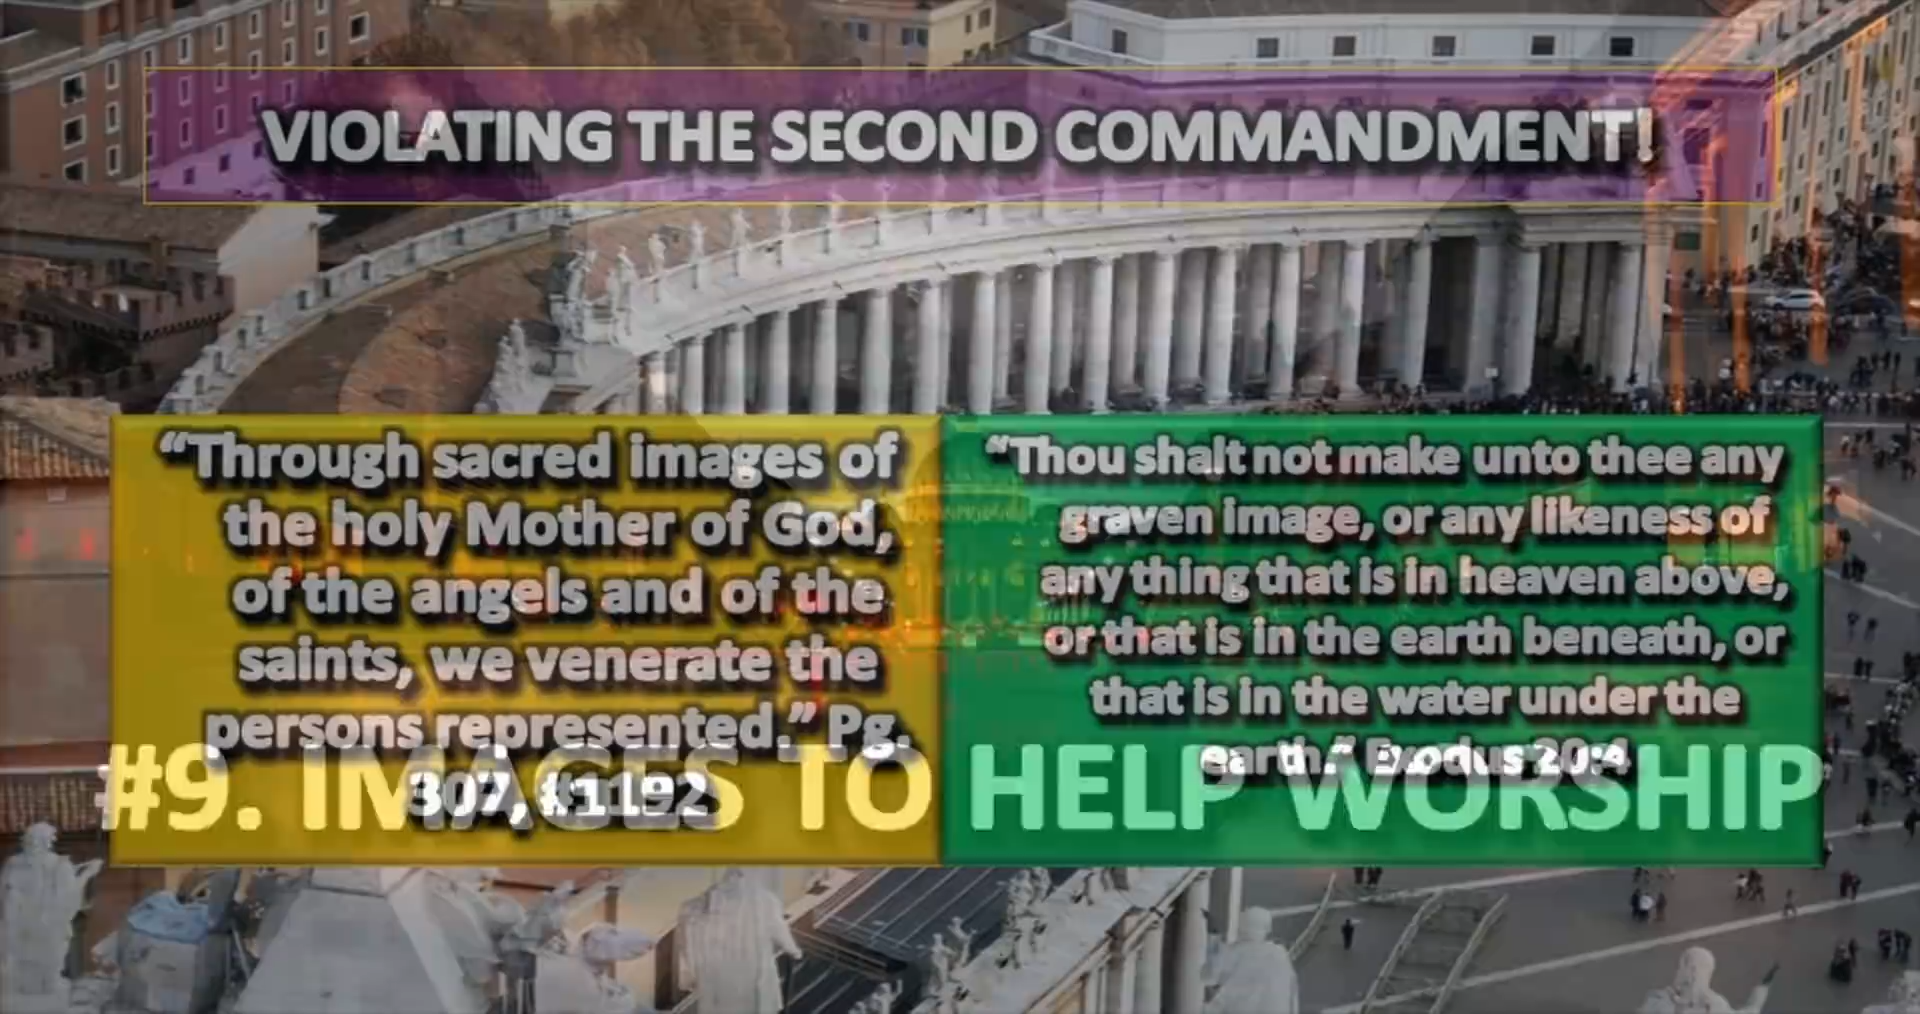 VIOLATING THE SECOND COMMANDMENT!
“Through sacred images of
the holy Mother of God,
of the angels and of the
saints, we venerate the
persons represented.” Pg.
307, #1192
“Thou shalt not make unto thee any
graven image, or any likeness of
any thing that is in heaven above,
or that is in the earth beneath, or
that is in the water under the
earth.” Exodus 20:4
#9. IMAGES TO HELP WORSHIP